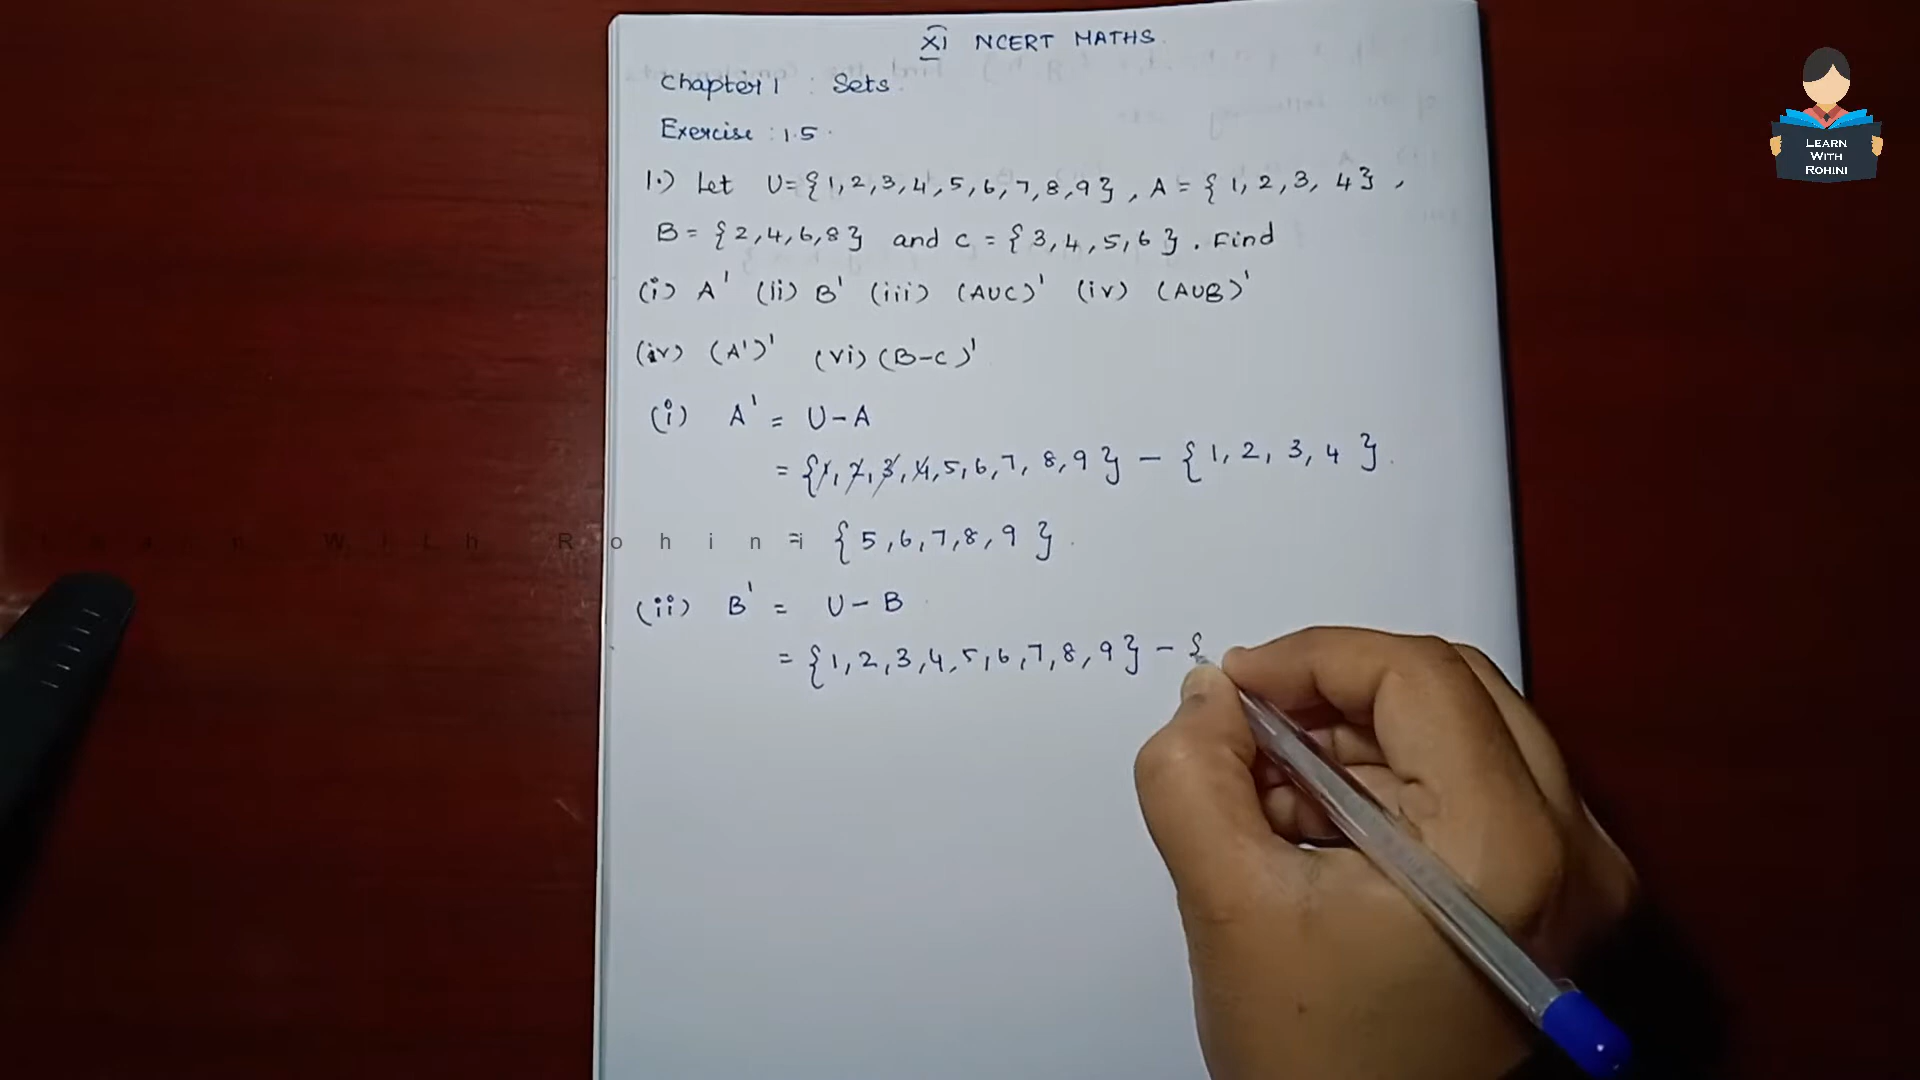 XI NCERT MATHS
Chapter 1 : Sets.
Exercise : 1.5.
1.) Let U = {1, 2, 3, 4, 5, 6, 7, 8, 9}, A = {1, 2, 3, 4},
B = {2, 4, 6, 8} and C = {3, 4, 5, 6}. Find
(i) A' (ii) B' (iii) (A∪C)' (iv) (A∪B)'
(iv) (A')' (vi) (B-C)'
(i) A' = U - A
= {1, 2, 3, 4, 5, 6, 7, 8, 9} - {1, 2, 3, 4}.
= {5, 6, 7, 8, 9}.
(ii) B' = U - B
= {1, 2, 3, 4, 5, 6, 7, 8, 9} - {
LEARN
WITH
ROHINI
Learn With Rohini